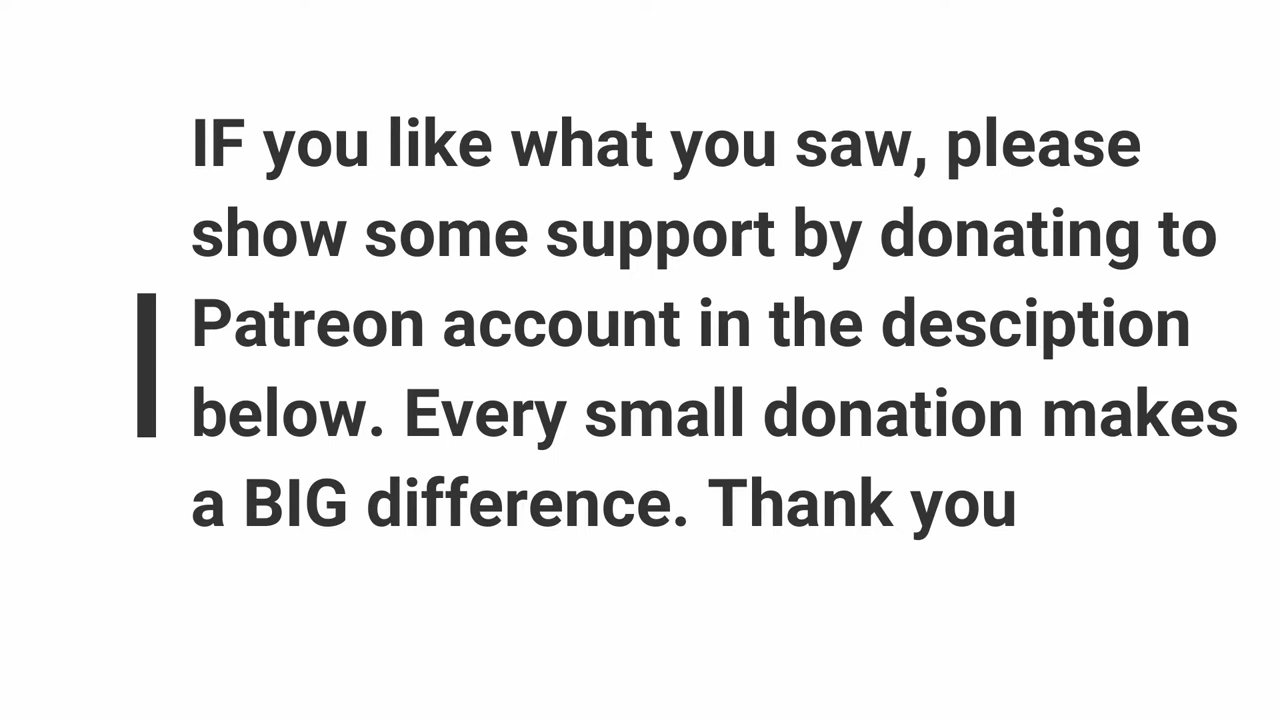 IF you like what you saw, please
show some support by donating to
Patreon account in the desciption
below. Every small donation makes
a BIG difference. Thank you